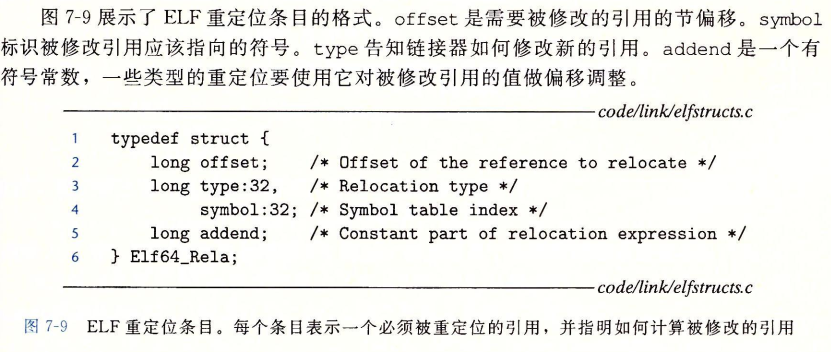 图 7-9 展示了 ELF 重定位条目的格式。offset 是需要被修改的引用的节偏移。symbol
标识被修改引用应该指向的符号。type 告知链接器如何修改新的引用。addend 是一个有
符号常数，一些类型的重定位要使用它对被修改引用的值做偏移调整。
code/link/elfstructs.c
1 typedef struct {
2 long offset; /* Offset of the reference to relocate */
3 long type:32, /* Relocation type */
4 symbol:32; /* Symbol table index */
5 long addend; /* Constant part of relocation expression */
6 } Elf64_Rela;
code/link/elfstructs.c
图 7-9 ELF 重定位条目。每个条目表示一个必须被重定位的引用，并指明如何计算被修改的引用